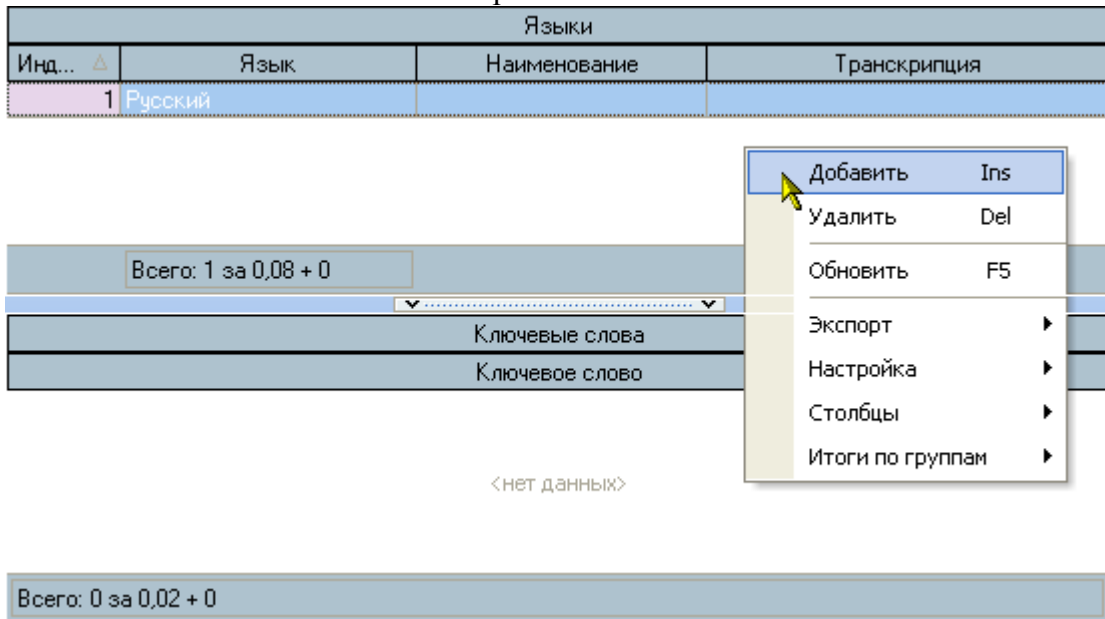 Языки
Инд... Язык Наименование Транскрипция
1 Русский
Добавить Ins
Удалить Del
Всего: 1 за 0,08 + 0
Обновить F5
Экспорт
Ключевые слова
Настройка
Ключевое слово
Столбцы
Итоги по группам
<нет данных>
Всего: 0 за 0,02 + 0